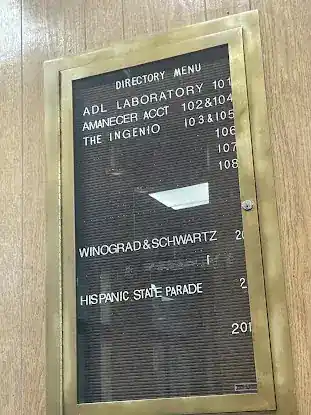 DIRECTORY MENU
ADL LABORATORY 101
AMANECER ACCT 102&104
THE INGENIO 103&105
106
107
108
WINOGRAD&SCHWARTZ
HISPANIC STATE PARADE 2
201